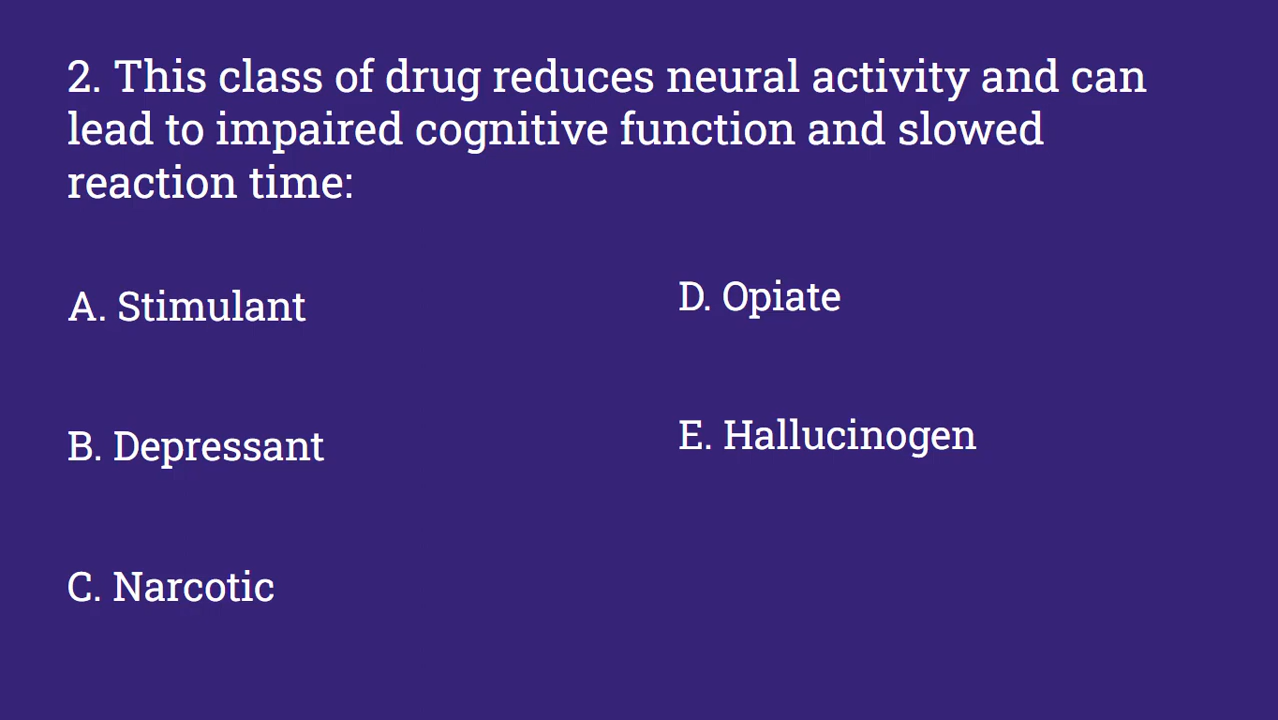 2. This class of drug reduces neural activity and can
lead to impaired cognitive function and slowed
reaction time:
A. Stimulant
B. Depressant
C. Narcotic
D. Opiate
E. Hallucinogen